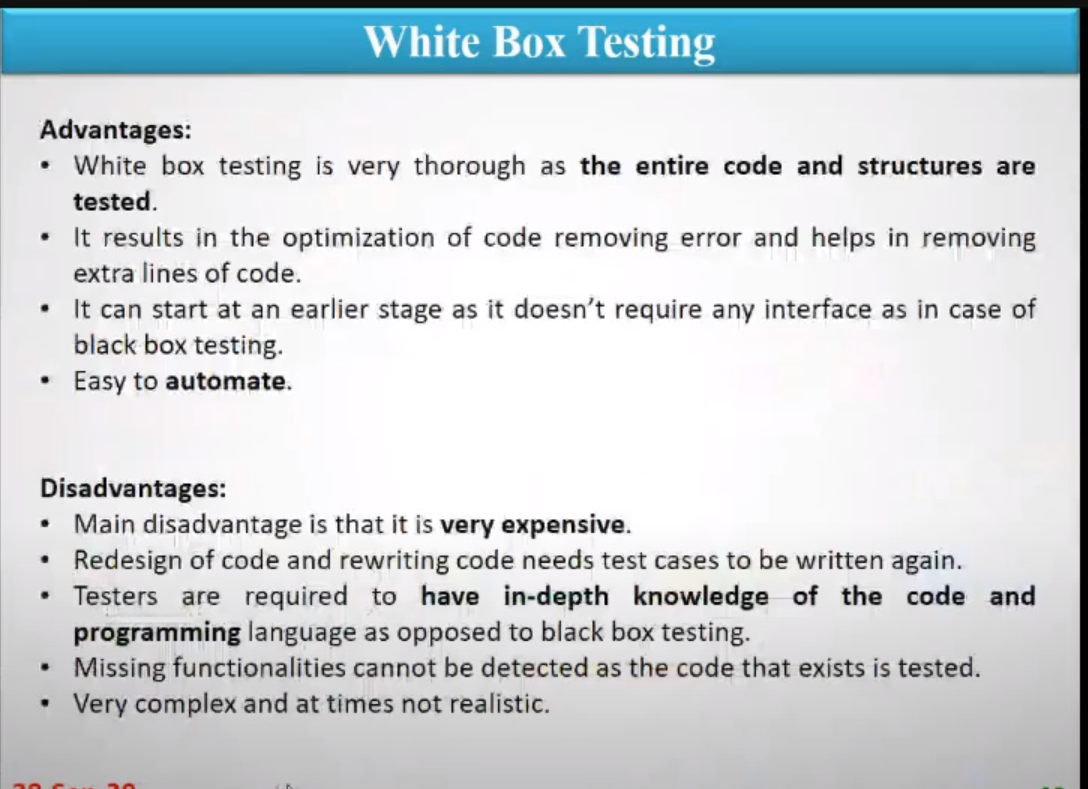 White Box Testing
Advantages:
• White box testing is very thorough as the entire code and structures are
tested.
• It results in the optimization of code removing error and helps in removing
extra lines of code.
• It can start at an earlier stage as it doesn't require any interface as in case of
black box testing.
• Easy to automate.
Disadvantages:
• Main disadvantage is that it is very expensive.
• Redesign of code and rewriting code needs test cases to be written again.
• Testers are required to have in-depth knowledge of the code and
programming language as opposed to black box testing.
• Missing functionalities cannot be detected as the code that exists is tested.
• Very complex and at times not realistic.